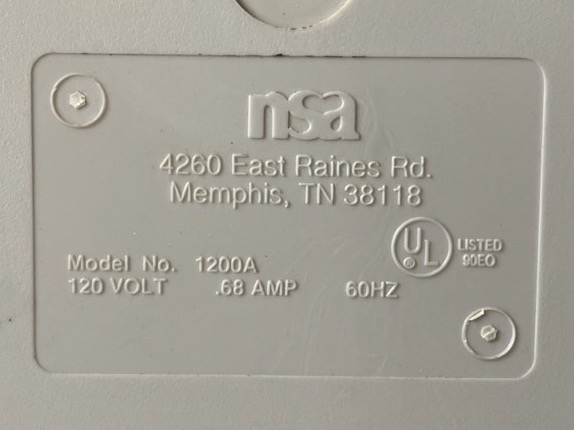 nsa
4260 East Raines Rd.
Memphis, TN 38118
UL LISTED
90EO
Model No. 1200A
120 VOLT .68 AMP 60HZ